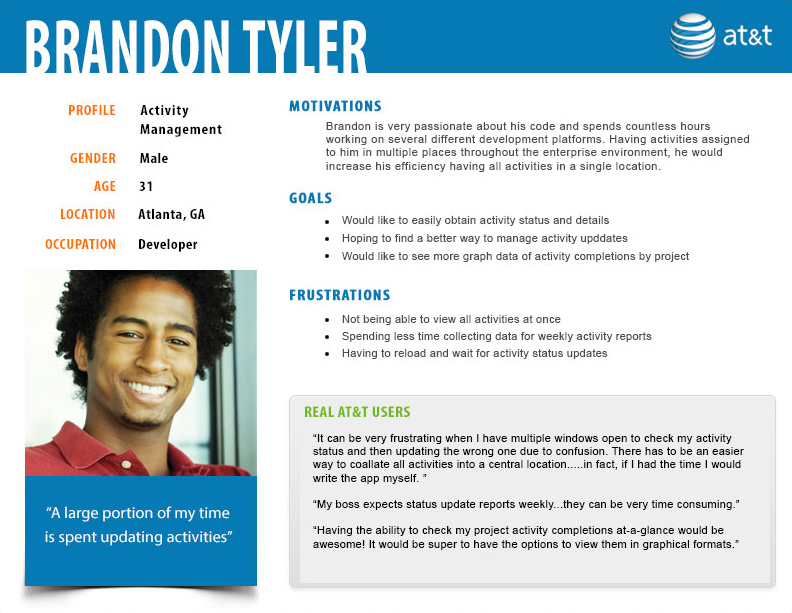 BRANDON TYLER
at&t
PROFILE Activity
Management
GENDER Male
AGE 31
LOCATION Atlanta, GA
OCCUPATION Developer
"A large portion of my time
is spent updating activities"
MOTIVATIONS
Brandon is very passionate about his code and spends countless hours
working on several different development platforms. Having activities assigned
to him in multiple places throughout the enterprise environment, he would
increase his efficiency having all activities in a single location.
GOALS
• Would like to easily obtain activity status and details
• Hoping to find a better way to manage activity upddates
• Would like to see more graph data of activity completions by project
FRUSTRATIONS
• Not being able to view all activities at once
• Spending less time collecting data for weekly activity reports
• Having to reload and wait for activity status updates
REAL AT&T USERS
“It can be very frustrating when I have multiple windows open to check my activity
status and then updating the wrong one due to confusion. There has to be an easier
way to coallate all activities into a central location.....in fact, if I had the time I would
write the app myself. ”
“My boss expects status update reports weekly...they can be very time consuming.”
“Having the ability to check my project activity completions at-a-glance would be
awesome! It would be super to have the options to view them in graphical formats.”